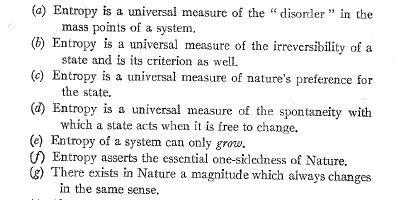 (a) Entropy is a universal measure of the " disorder " in the
mass points of a system.
(b) Entropy is a universal measure of the irreversibility of a
state and is its criterion as well.
(c) Entropy is a universal measure of nature's preference for
the state.
(d) Entropy is a universal measure of the spontaneity with
which a state acts when it is free to change.
(e) Entropy of a system can only grow.
(f) Entropy asserts the essential one-sidedness of Nature.
(g) There exists in Nature a magnitude which always changes
in the same sense.